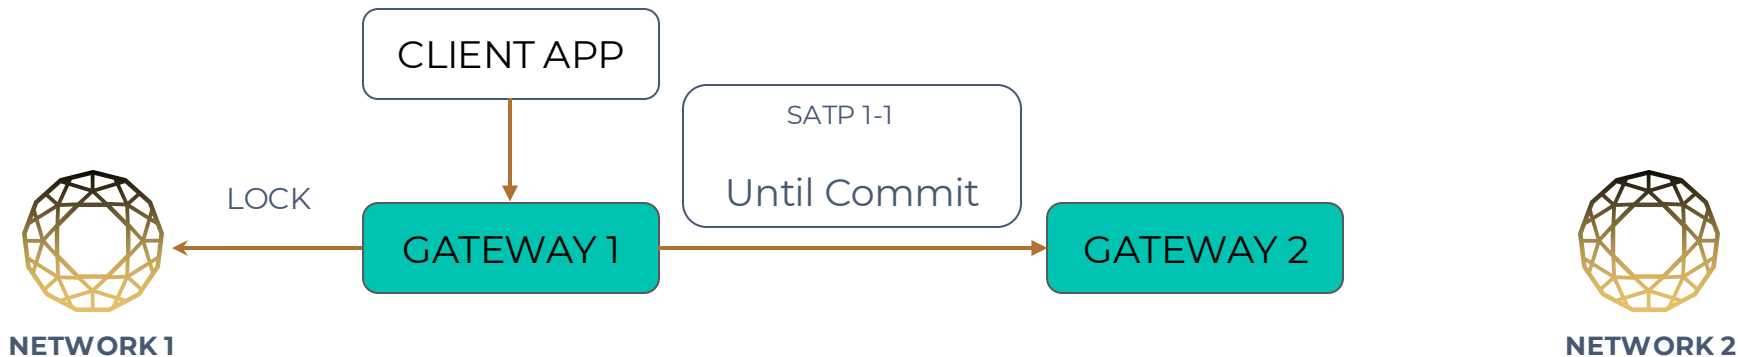 CLIENT APP
SATP 1-1
Until Commit
LOCK
GATEWAY 1
GATEWAY 2
NETWORK 1
NETWORK 2